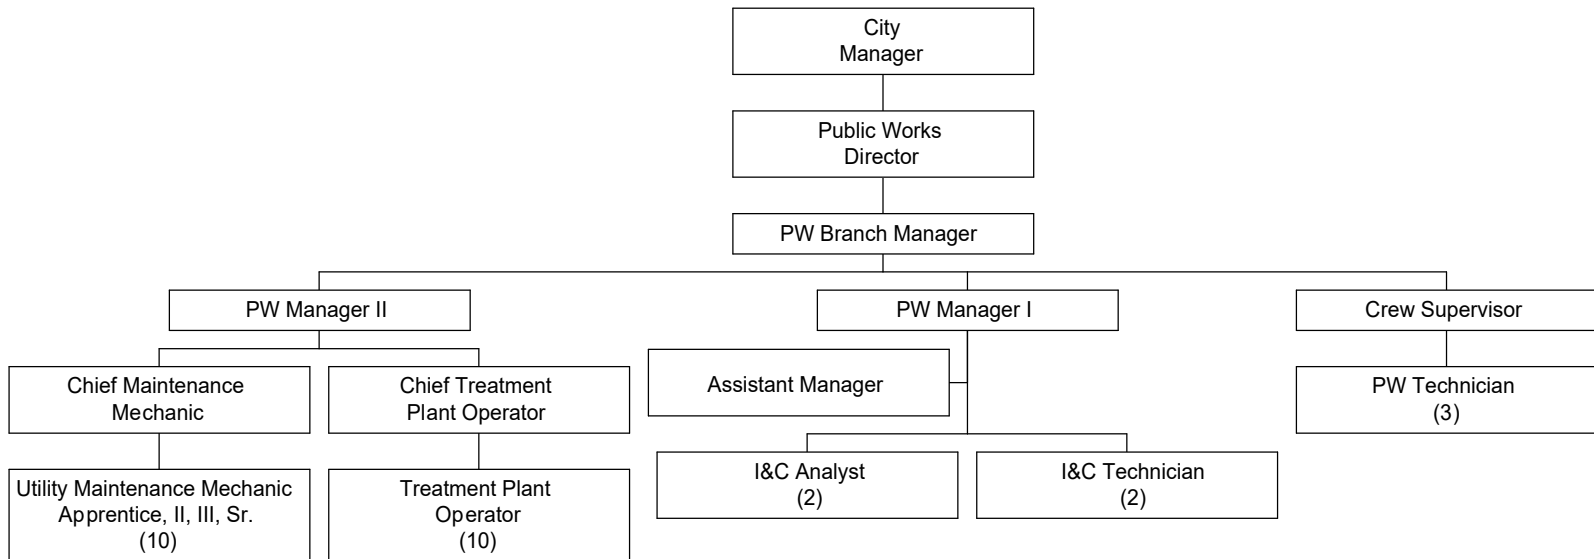 City
Manager
Public Works
Director
PW Branch Manager
PW Manager II
PW Manager I
Crew Supervisor
Chief Maintenance
Mechanic
Chief Treatment
Plant Operator
Assistant Manager
PW Technician
(3)
Utility Maintenance Mechanic
Apprentice, II, III, Sr.
(10)
Treatment Plant
Operator
(10)
I&C Analyst
(2)
I&C Technician
(2)